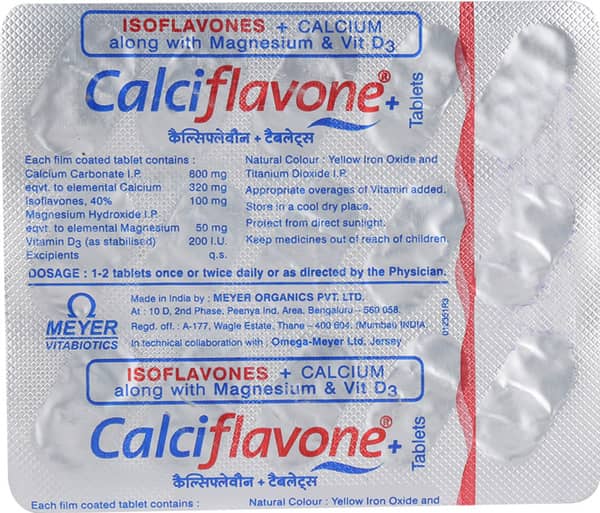 ISOFLAVONES + CALCIUM
along with Magnesium & Vit D3
Calciflavone®+
Tablets
कैल्सिफ्लेवौन + टैबलेट्स
Each film coated tablet contains :
Calcium Carbonate I.P. 800 mg
eqvt. to elemental Calcium 320 mg
Isoflavones, 40% 100 mg
Magnesium Hydroxide I.P.
eqvt. to elemental Magnesium 50 mg
Vitamin D3 (as stabilised) 200 I.U.
Excipients q.s.
Natural Colour : Yellow Iron Oxide and
Titanium Dioxide I.P.
Appropriate overages of Vitamin added.
Store in a cool dry place.
Protect from direct sunlight.
Keep medicines out of reach of children.
DOSAGE : 1-2 tablets once or twice daily or as directed by the Physician.
MEYER
VITABIOTICS
Made in India by : MEYER ORGANICS PVT. LTD.
At : 10 D, 2nd Phase, Peenya Ind. Area, Bengaluru – 560 058.
Regd. off. : A-177, Wagle Estate, Thane – 400 604. (Mumbai) INDIA.
In technical collaboration with : Omega-Meyer Ltd. Jersey
ISOFLAVONES + CALCIUM
along with Magnesium & Vit D3
Calciflavone®+
Tablets
कैल्सिफ्लेवौन + टैबलेट्स
Each film coated tablet contains :
Natural Colour : Yellow Iron Oxide and